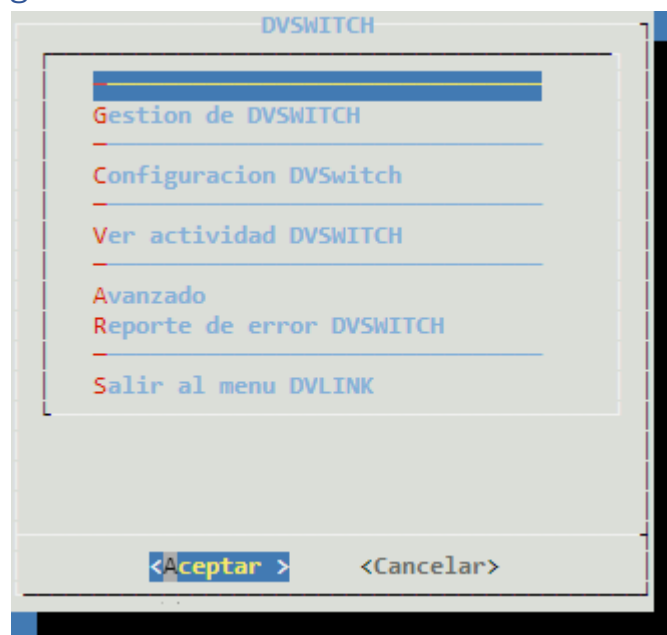 DVSWITCH
Gestion de DVSWITCH
Configuracion DVSwitch
Ver actividad DVSWITCH
Avanzado
Reporte de error DVSWITCH
Salir al menu DVLINK
<Aceptar > <Cancelar>